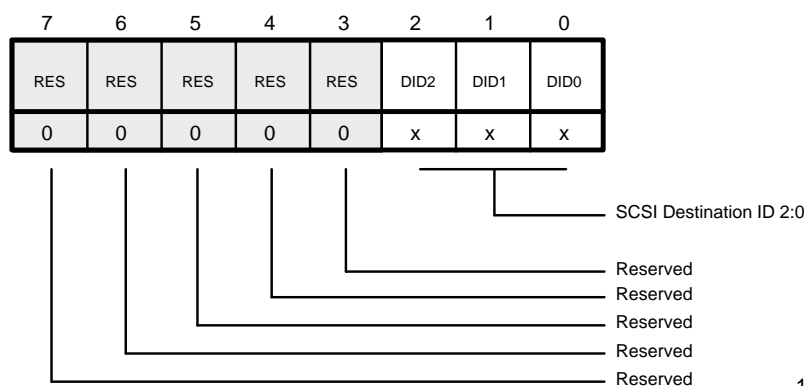 7 6 5 4 3 2 1 0
RES RES RES RES RES DID2 DID1 DID0
0 0 0 0 0 x x x
SCSI Destination ID 2:0
Reserved
Reserved
Reserved
Reserved
Reserved
1